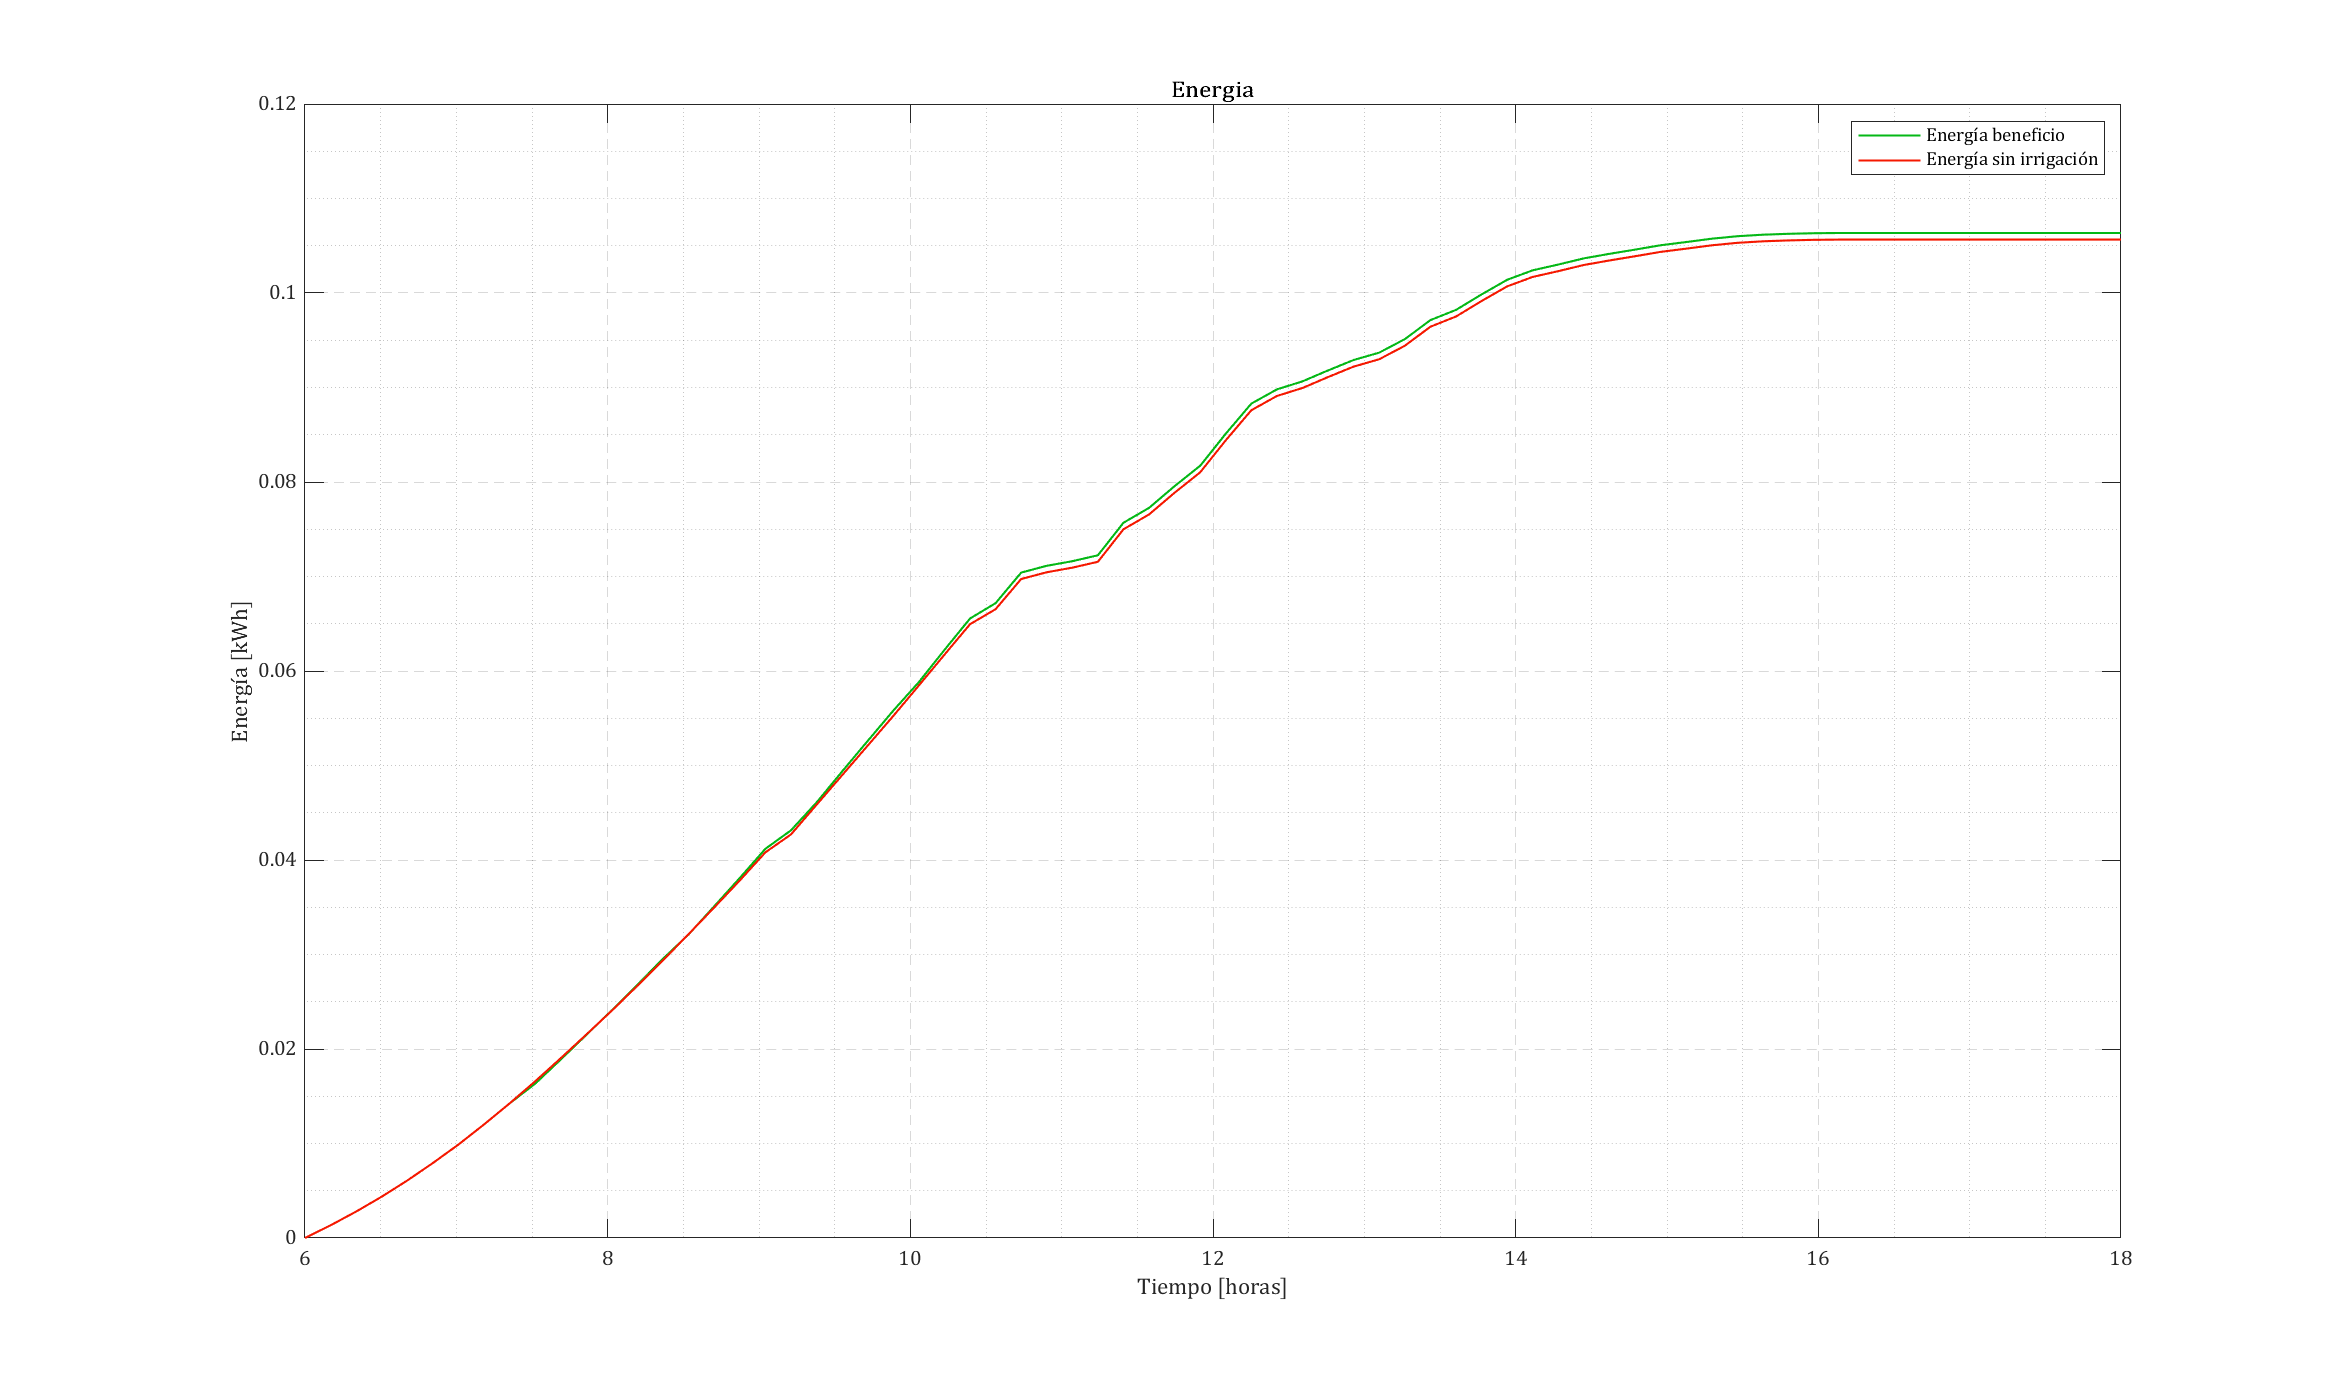 Energia
0.12
0.1
0.08
0.06
0.04
0.02
0
Energía [kWh]
6 8 10 12 14 16 18
Tiempo [horas]
Energía beneficio
Energía sin irrigación